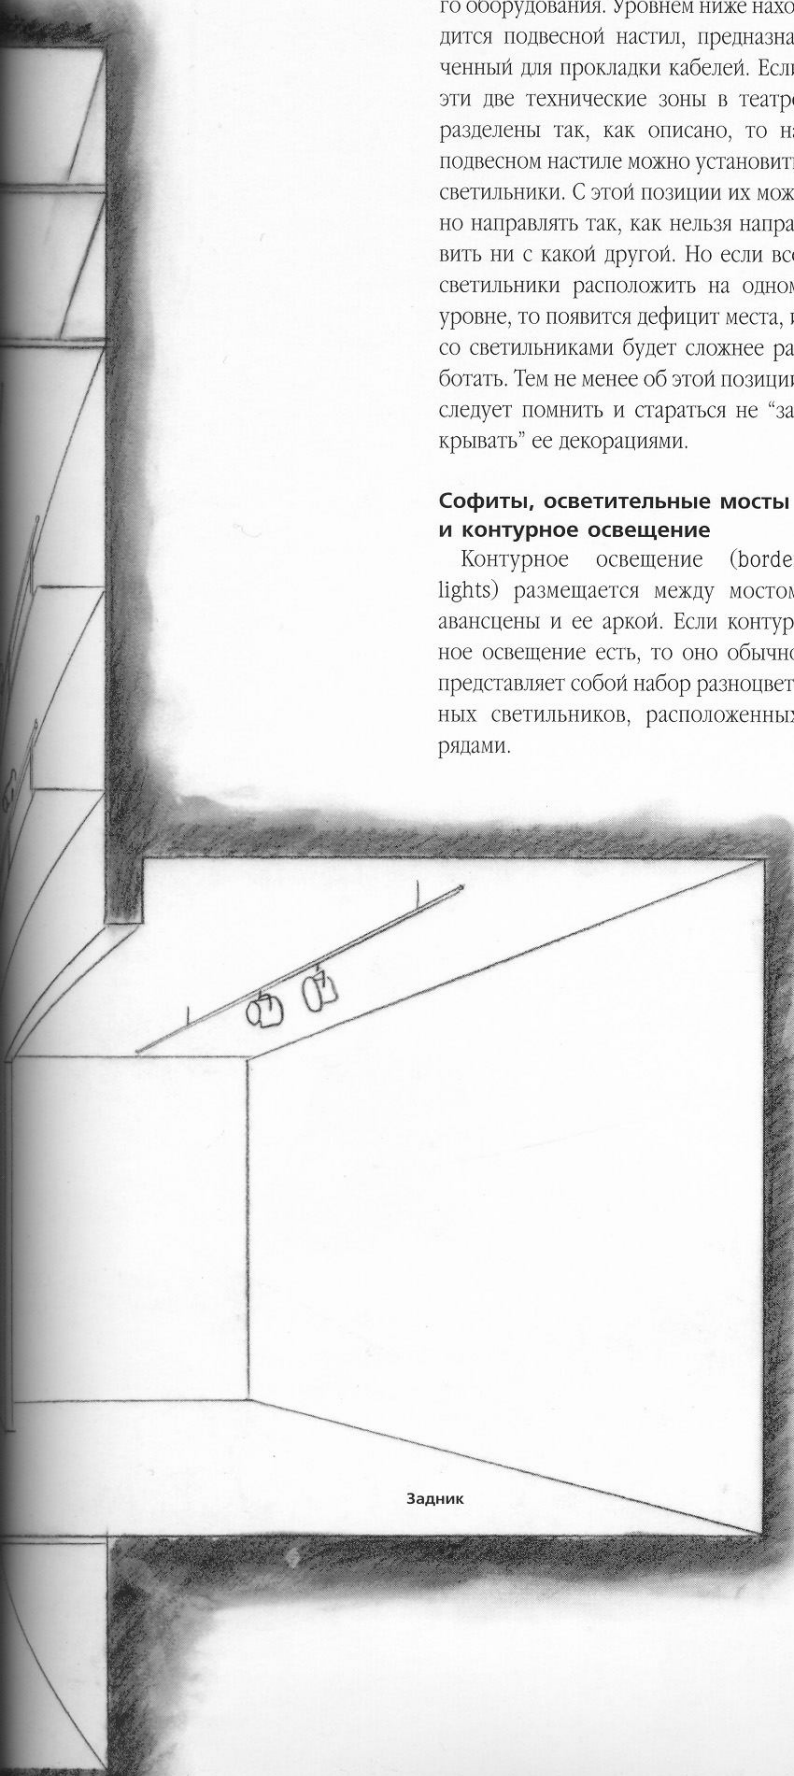 го оборудования. Уровнем ниже нахо-
дится подвесной настил, предназна-
ченный для прокладки кабелей. Если
эти две технические зоны в театре
разделены так, как описано, то на
подвесном настиле можно установить
светильники. С этой позиции их мож-
но направлять так, как нельзя напра-
вить ни с какой другой. Но если все
светильники расположить на одном
уровне, то появится дефицит места, и
со светильниками будет сложнее ра-
ботать. Тем не менее об этой позиции
следует помнить и стараться не “за-
крывать” ее декорациями.
Софиты, осветительные мосты
и контурное освещение
Контурное освещение (border
lights) размещается между мостом
авансцены и ее аркой. Если контур-
ное освещение есть, то оно обычно
представляет собой набор разноцвет-
ных светильников, расположенных
рядами.
Задник